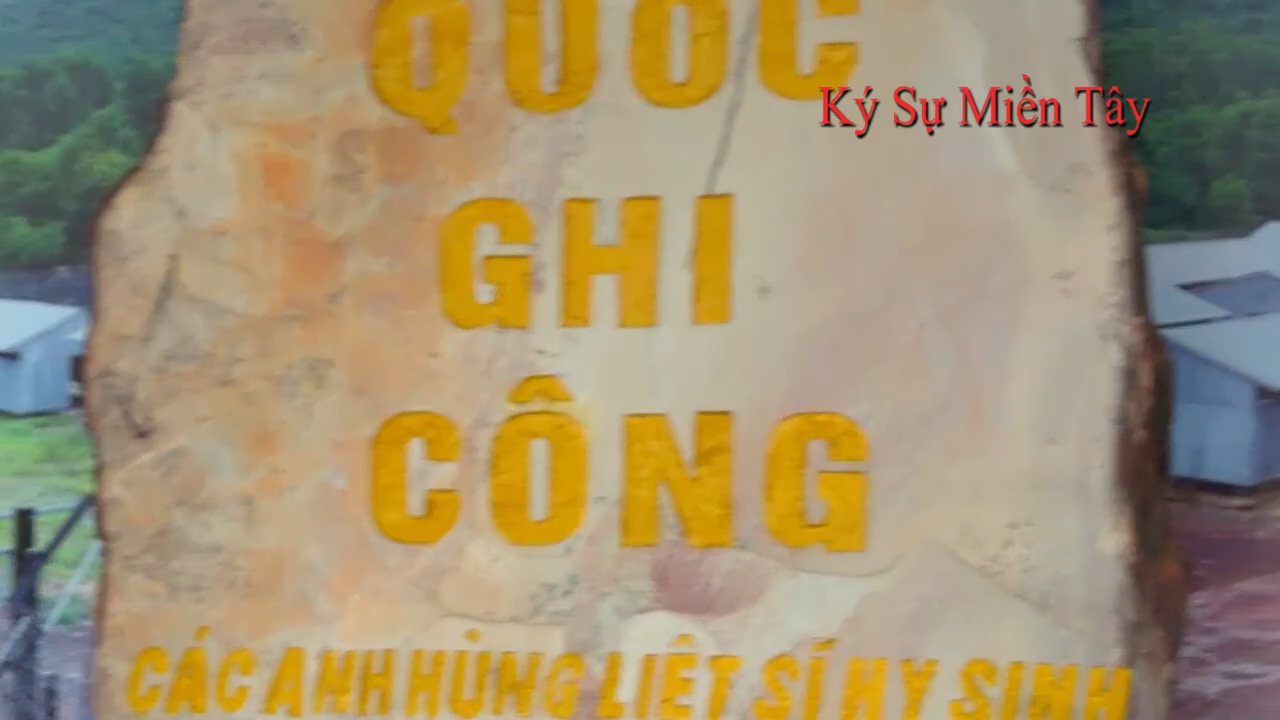 QUỐC
Ký Sự Miền Tây
GHI
CÔNG
CÁC ANH HÙNG LIỆT SĨ HY SINH